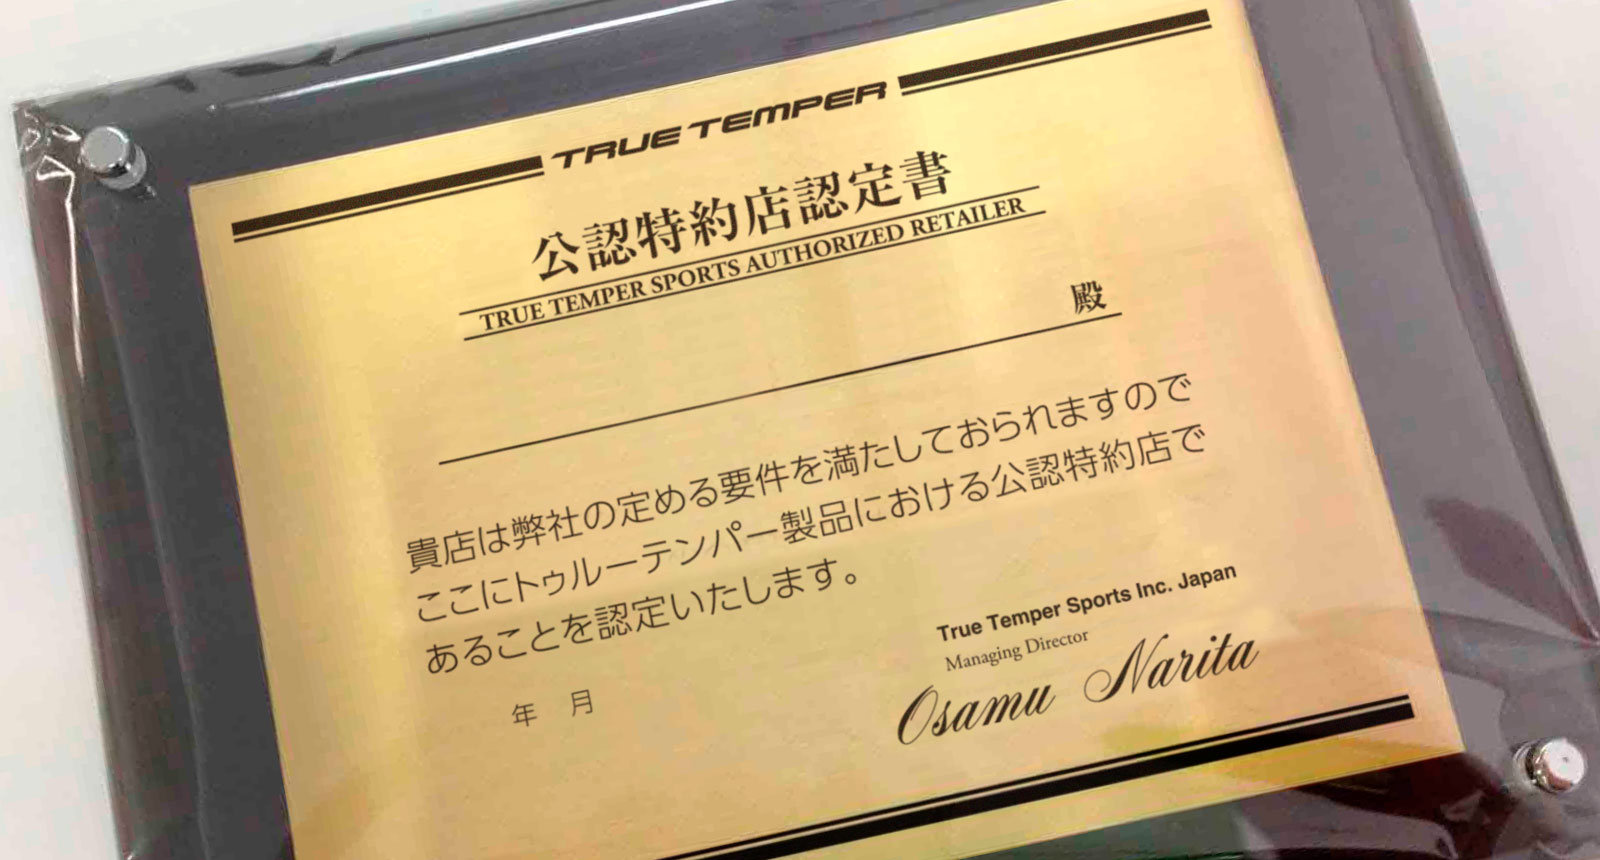 TRUE TEMPER
公認特約店認定書
TRUE TEMPER SPORTS AUTHORIZED RETAILER
殿
貴店は弊社の定める要件を満たしておられますので
ここにトゥルーテンパー製品における公認特約店で
あることを認定いたします。
年 月
True Temper Sports Inc. Japan
Managing Director
Osamu Narita